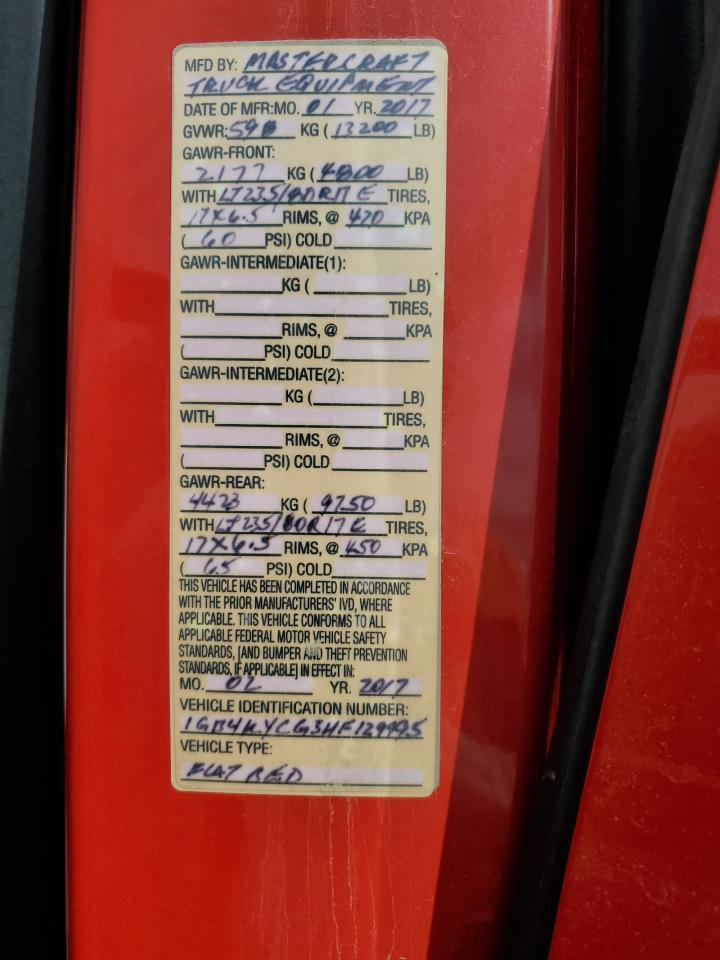 MFD BY: MASTERCRAFT
TRUCK EQUIPMENT
DATE OF MFR:MO. 01 YR. 2017
GVWR: KG ( 13200 LB)
GAWR-FRONT:
2177 KG ( 4800 LB)
WITH LT235/80R17 E TIRES,
17X6.5 RIMS, @ 420 KPA
( 60 PSI) COLD
GAWR-INTERMEDIATE(1):
KG ( LB)
WITH TIRES,
RIMS, @ KPA
( PSI) COLD
GAWR-INTERMEDIATE(2):
KG ( LB)
WITH TIRES,
RIMS, @ KPA
( PSI) COLD
GAWR-REAR:
4423 KG ( 9750 LB)
WITH LT235/80R17 E TIRES,
17X6.5 RIMS, @ 450 KPA
( 65 PSI) COLD
THIS VEHICLE HAS BEEN COMPLETED IN ACCORDANCE
WITH THE PRIOR MANUFACTURERS' IVD, WHERE
APPLICABLE. THIS VEHICLE CONFORMS TO ALL
APPLICABLE FEDERAL MOTOR VEHICLE SAFETY
STANDARDS, [AND BUMPER AND THEFT PREVENTION
STANDARDS, IF APPLICABLE] IN EFFECT IN:
MO. 02 YR. 2017
VEHICLE IDENTIFICATION NUMBER:
1GB4KYCG3HF129995
VEHICLE TYPE:
FLAT BED